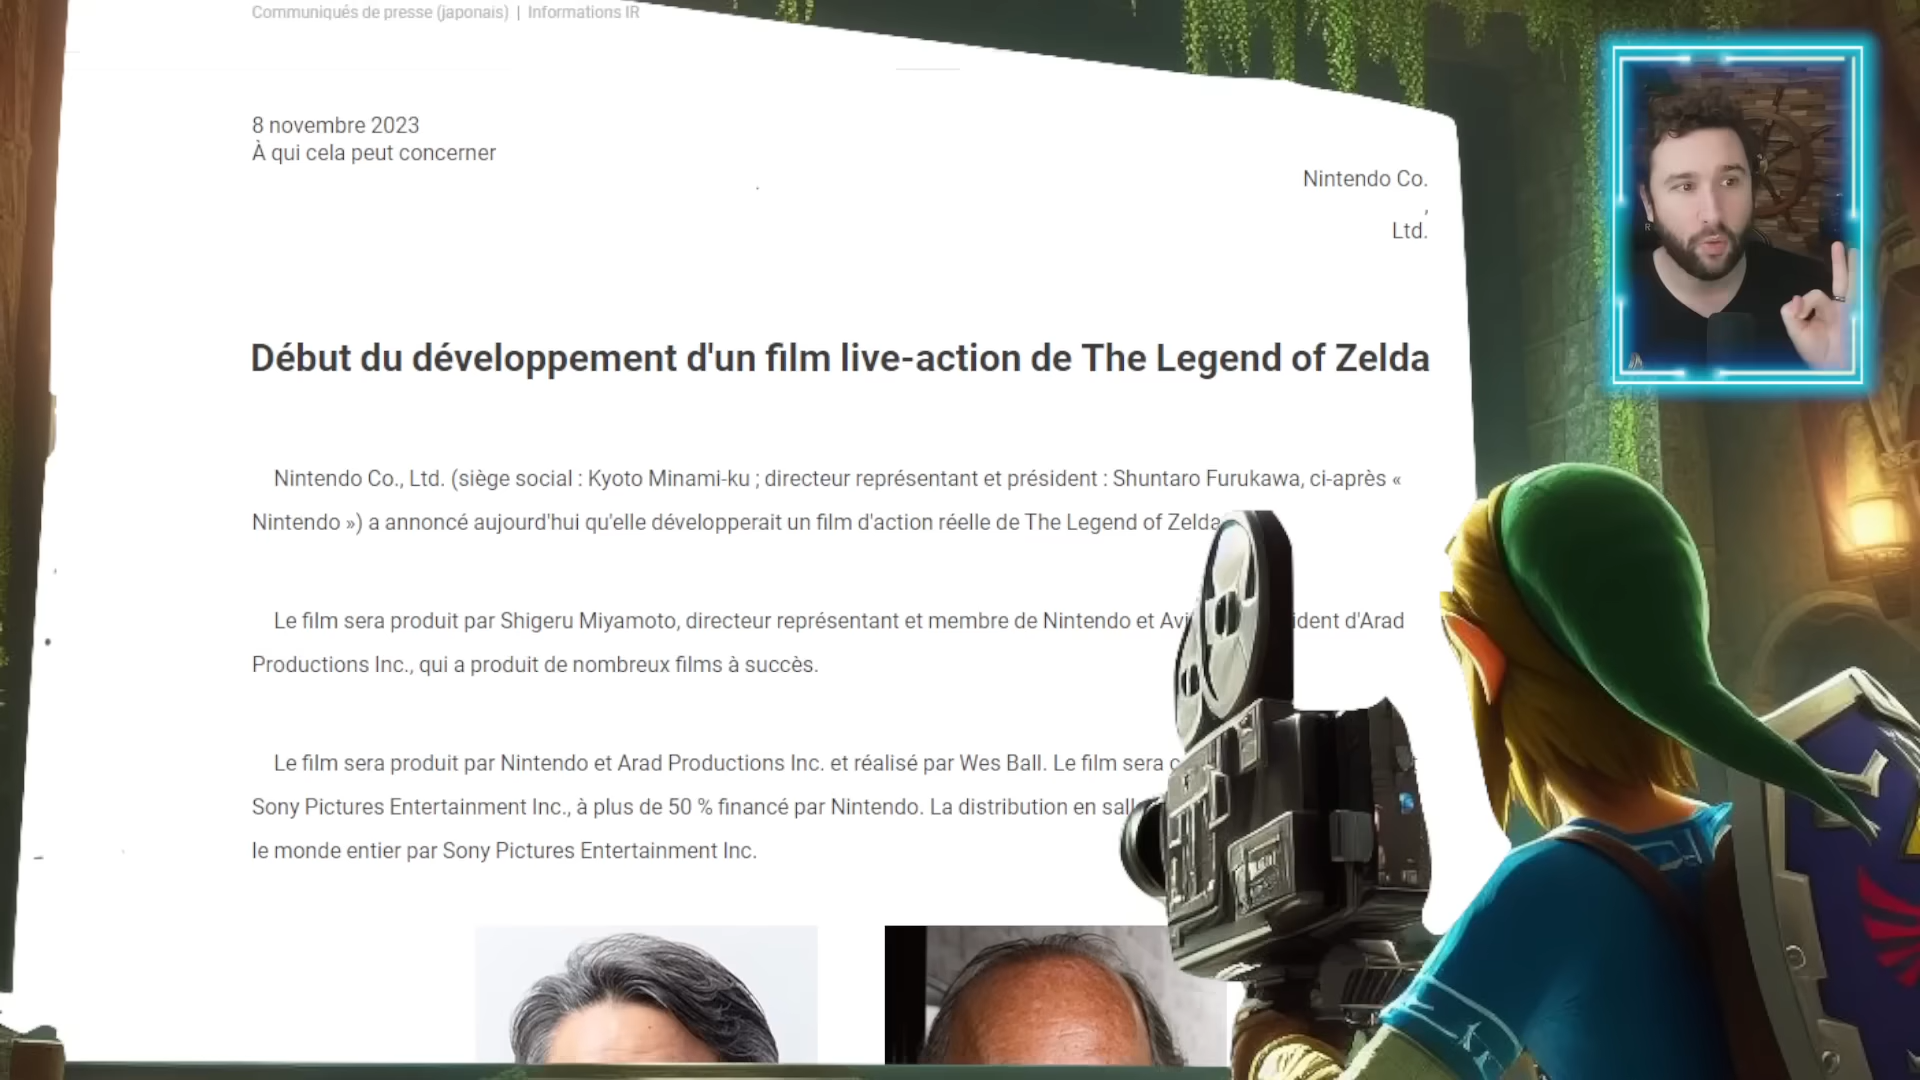 Communiqués de presse (japonais) | Informations IR
8 novembre 2023
À qui cela peut concerner
Nintendo Co.
,
Ltd.
Début du développement d'un film live-action de The Legend of Zelda
Nintendo Co., Ltd. (siège social : Kyoto Minami-ku ; directeur représentant et président : Shuntaro Furukawa, ci-après «
Nintendo ») a annoncé aujourd'hui qu'elle développerait un film d'action réelle de The Legend of Zelda
Le film sera produit par Shigeru Miyamoto, directeur représentant et membre de Nintendo et d'Arad
Productions Inc., qui a produit de nombreux films à succès.
Le film sera produit par Nintendo et Arad Productions Inc. et réalisé par Wes Ball. Le film sera
Sony Pictures Entertainment Inc., à plus de 50 % financé par Nintendo. La distribution en
le monde entier par Sony Pictures Entertainment Inc.